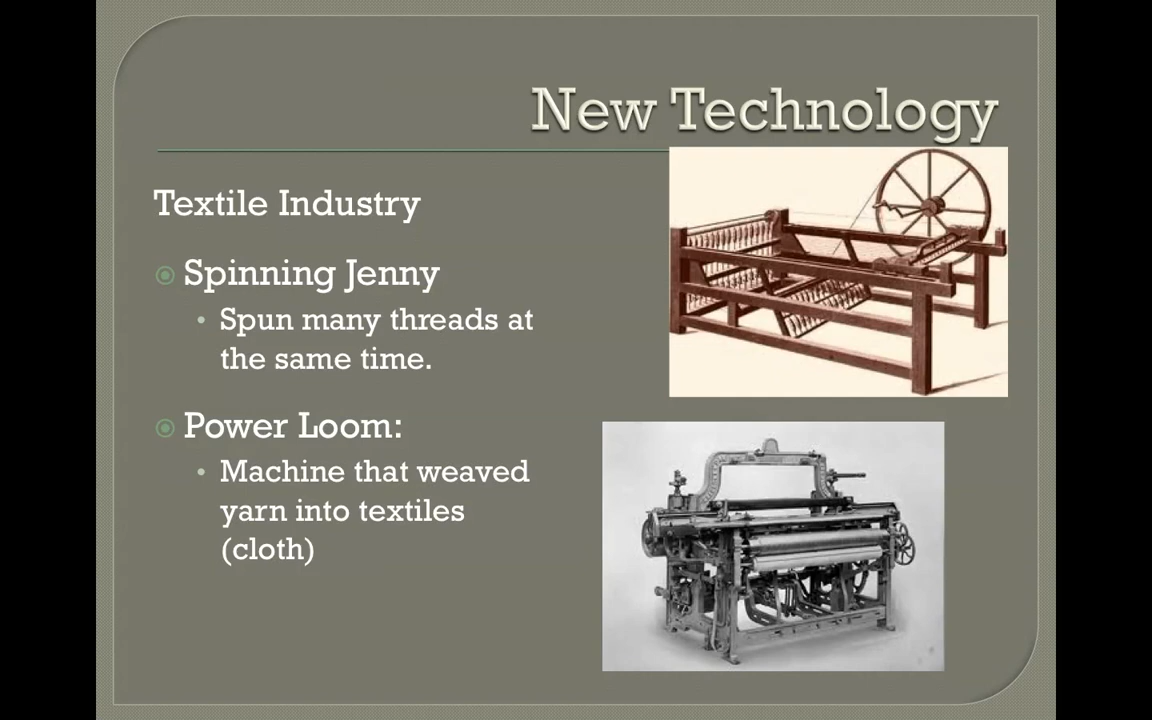 New Technology
Textile Industry
Spinning Jenny
Spun many threads at
the same time.
Power Loom:
Machine that weaved
yarn into textiles
(cloth)